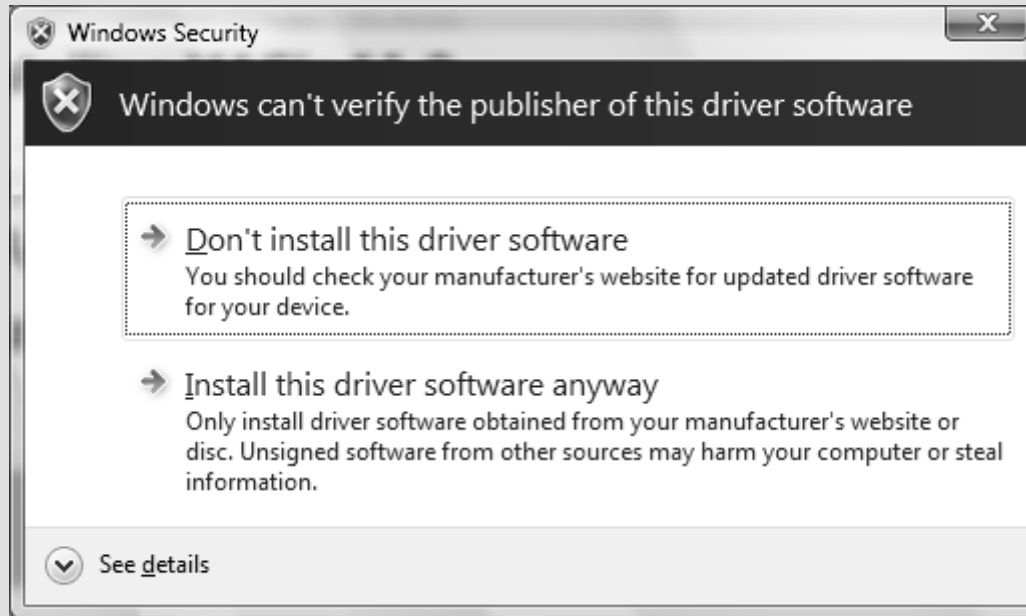 Windows Security
Windows can't verify the publisher of this driver software
Don't install this driver software
You should check your manufacturer's website for updated driver software
for your device.
Install this driver software anyway
Only install driver software obtained from your manufacturer's website or
disc. Unsigned software from other sources may harm your computer or steal
information.
See details